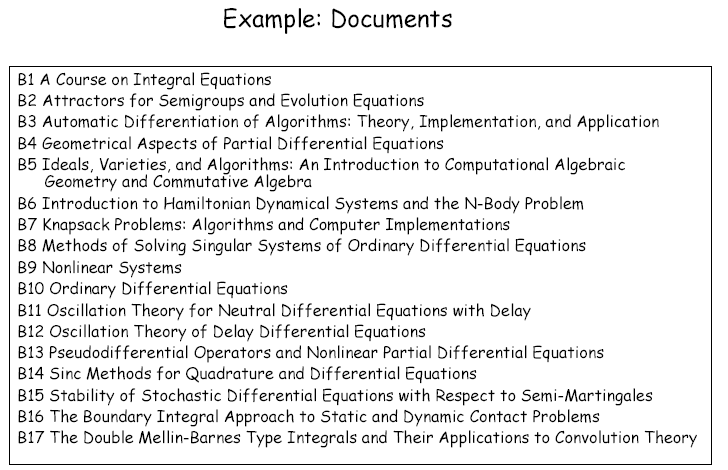 Example: Documents
B1 A Course on Integral Equations
B2 Attractors for Semigroups and Evolution Equations
B3 Automatic Differentiation of Algorithms: Theory, Implementation, and Application
B4 Geometrical Aspects of Partial Differential Equations
B5 Ideals, Varieties, and Algorithms: An Introduction to Computational Algebraic
Geometry and Commutative Algebra
B6 Introduction to Hamiltonian Dynamical Systems and the N-Body Problem
B7 Knapsack Problems: Algorithms and Computer Implementations
B8 Methods of Solving Singular Systems of Ordinary Differential Equations
B9 Nonlinear Systems
B10 Ordinary Differential Equations
B11 Oscillation Theory for Neutral Differential Equations with Delay
B12 Oscillation Theory of Delay Differential Equations
B13 Pseudodifferential Operators and Nonlinear Partial Differential Equations
B14 Sinc Methods for Quadrature and Differential Equations
B15 Stability of Stochastic Differential Equations with Respect to Semi-Martingales
B16 The Boundary Integral Approach to Static and Dynamic Contact Problems
B17 The Double Mellin-Barnes Type Integrals and Their Applications to Convolution Theory